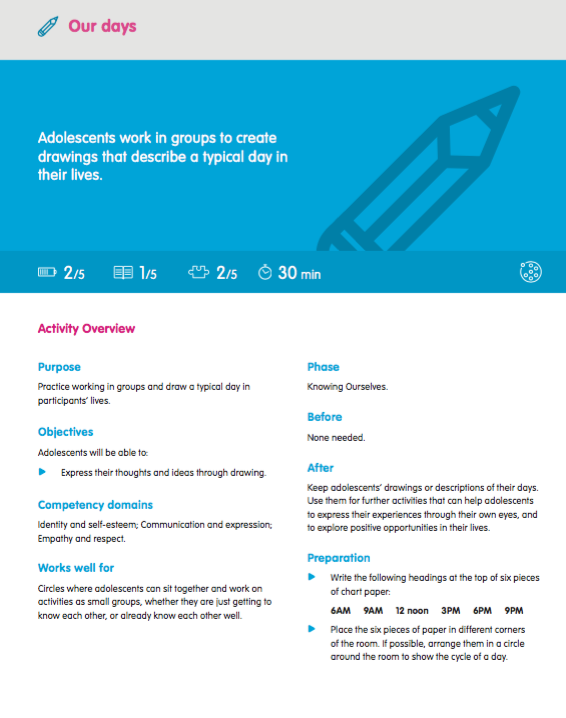 Our days
Adolescents work in groups to create
drawings that describe a typical day in
their lives.
2/5 1/5 2/5 30 min
Activity Overview
Purpose
Practice working in groups and draw a typical day in
participants' lives.
Objectives
Adolescents will be able to:
Express their thoughts and ideas through drawing.
Competency domains
Identity and self-esteem; Communication and expression;
Empathy and respect.
Works well for
Circles where adolescents can sit together and work on
activities as small groups, whether they are just getting to
know each other, or already know each other well.
Phase
Knowing Ourselves.
Before
None needed.
After
Keep adolescents' drawings or descriptions of their days.
Use them for further activities that can help adolescents
to express their experiences through their own eyes, and
to explore positive opportunities in their lives.
Preparation
Write the following headings at the top of six pieces
of chart paper:
6AM 9AM 12 noon 3PM 6PM 9PM
Place the six pieces of paper in different corners
of the room. If possible, arrange them in a circle
around the room to show the cycle of a day.